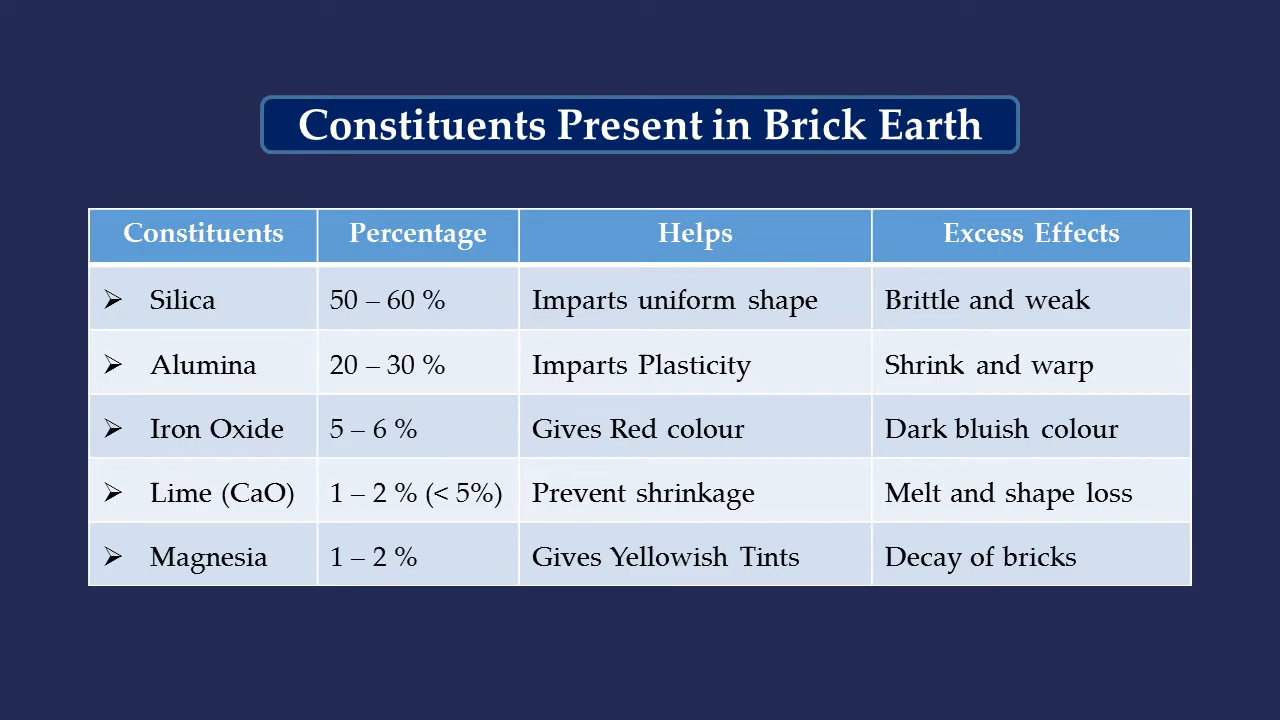 Constituents Present in Brick Earth
Constituents Percentage Helps Excess Effects
➢ Silica 50 – 60 % Imparts uniform shape Brittle and weak
➢ Alumina 20 – 30 % Imparts Plasticity Shrink and warp
➢ Iron Oxide 5 – 6 % Gives Red colour Dark bluish colour
➢ Lime (CaO) 1 – 2 % (< 5%) Prevent shrinkage Melt and shape loss
➢ Magnesia 1 – 2 % Gives Yellowish Tints Decay of bricks